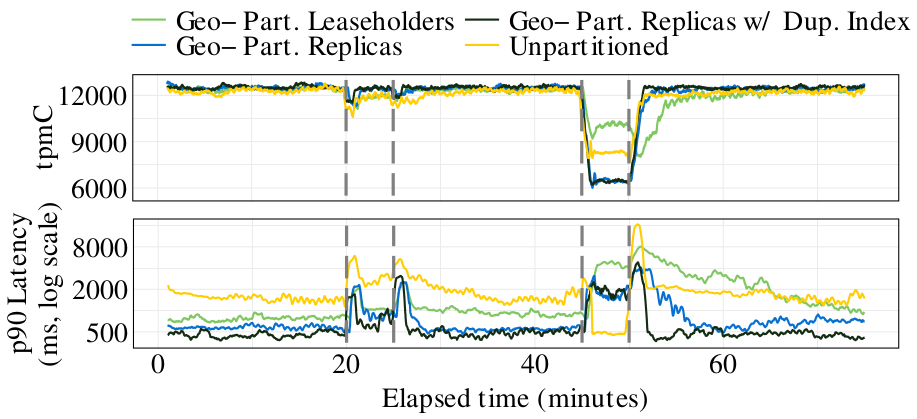 Geo− Part. Leaseholders
Geo− Part. Replicas w/ Dup. Index
Geo− Part. Replicas
Unpartitioned
tpmC
12000
9000
6000
p90 Latency
(ms, log scale)
8000
2000
500
0 20 40 60
Elapsed time (minutes)